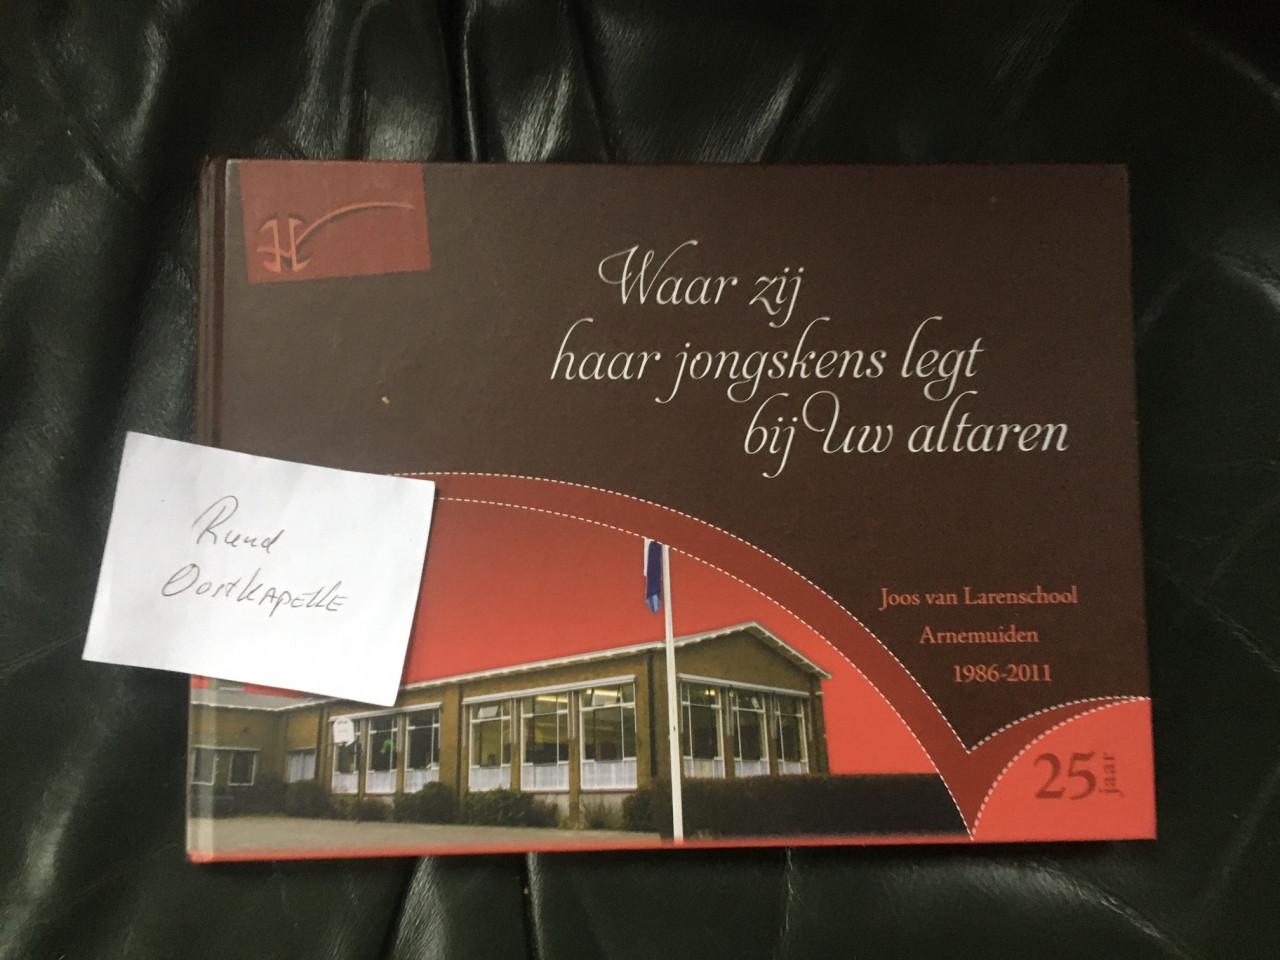 Waar zij
haar jongskens legt
bij Uw altaren
Ruud
Oostkapelle
Joos van Larenschool
Arnemuiden
1986-2011
25
jaar